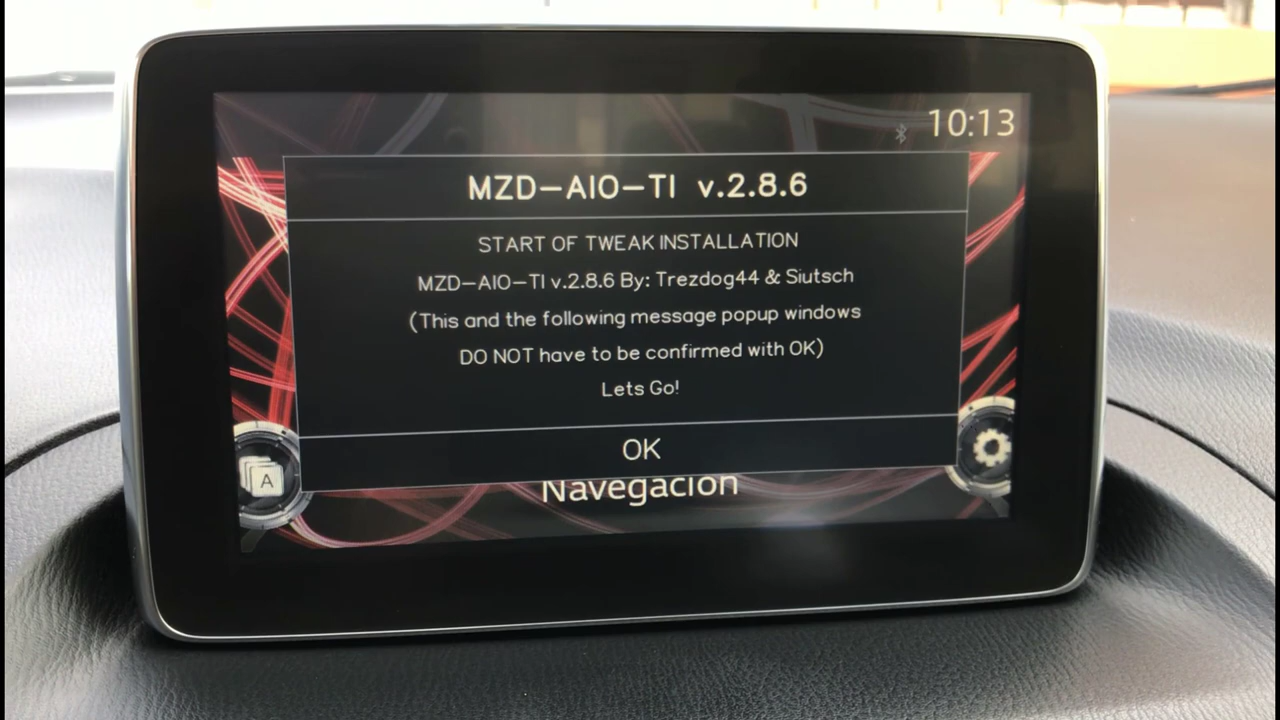 10:13
MZD-AIO-TI v.2.8.6
START OF TWEAK INSTALLATION
MZD-AIO-TI v.2.8.6 By: Trezdog44 & Siutsch
(This and the following message popup windows
DO NOT have to be confirmed with OK)
Lets Go!
OK
A
Navegación